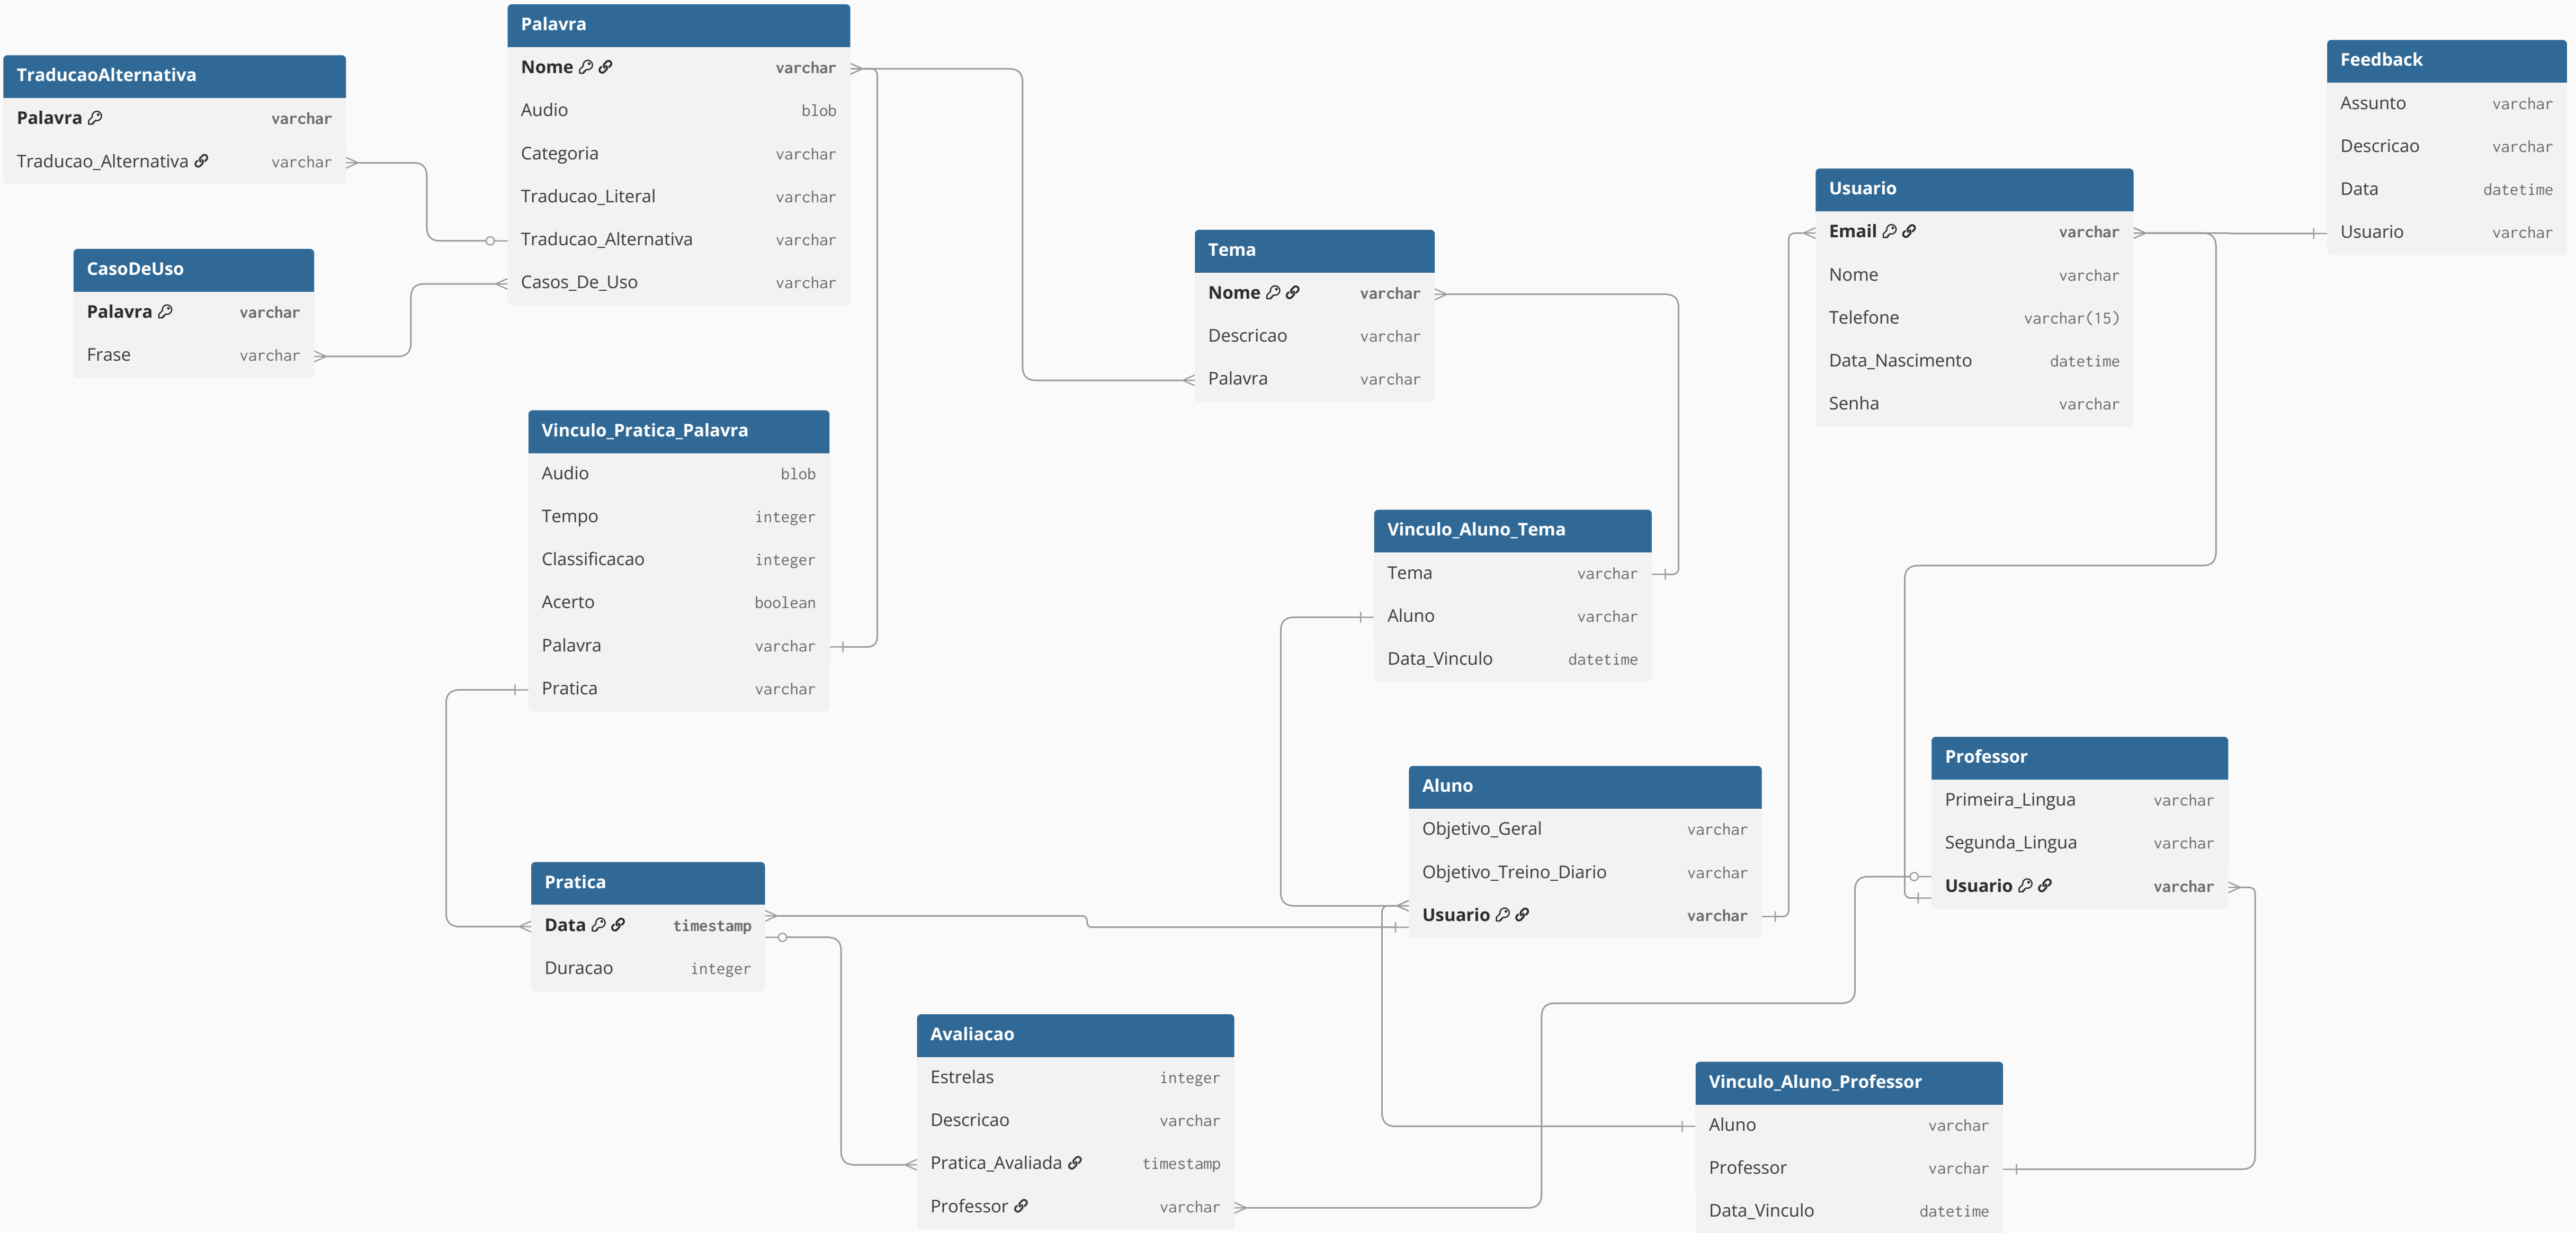 Palavra
Nome varchar
Audio blob
Categoria varchar
Traducao_Literal varchar
Traducao_Alternativa varchar
Casos_De_Uso varchar
TraducaoAlternativa
Palavra varchar
Traducao_Alternativa varchar
CasoDeUso
Palavra varchar
Frase varchar
Feedback
Assunto varchar
Descricao varchar
Data datetime
Usuario varchar
Usuario
Email varchar
Nome varchar
Telefone varchar(15)
Data_Nascimento datetime
Senha varchar
Tema
Nome varchar
Descricao varchar
Palavra varchar
Vinculo_Pratica_Palavra
Audio blob
Tempo integer
Classificacao integer
Acerto boolean
Palavra varchar
Pratica varchar
Vinculo_Aluno_Tema
Tema varchar
Aluno varchar
Data_Vinculo datetime
Professor
Primeira_Lingua varchar
Segunda_Lingua varchar
Usuario varchar
Aluno
Objetivo_Geral varchar
Objetivo_Treino_Diario varchar
Usuario varchar
Pratica
Data timestamp
Duracao integer
Avaliacao
Estrelas integer
Descricao varchar
Pratica_Avaliada timestamp
Professor varchar
Vinculo_Aluno_Professor
Aluno varchar
Professor varchar
Data_Vinculo datetime